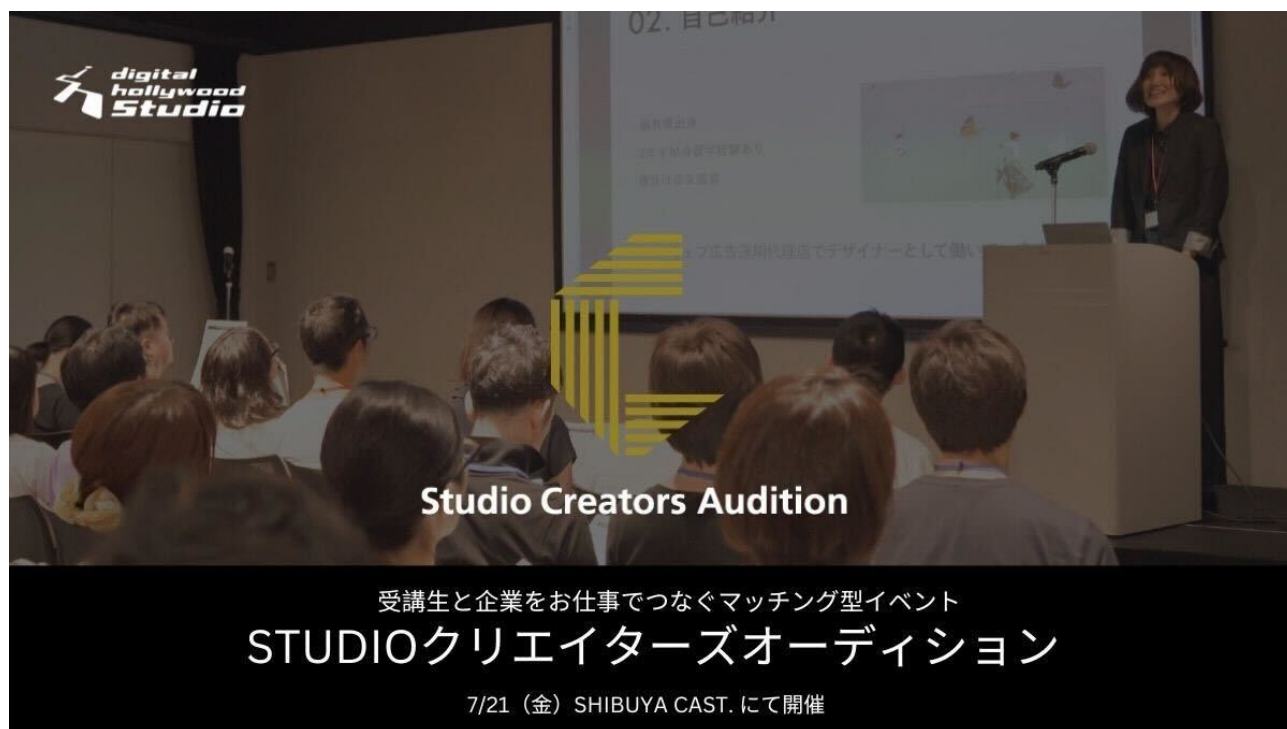 02. 自己紹介
digital
hollywood
Studio
Studio Creators Audition
受講生と企業をお仕事でつなぐマッチング型イベント
STUDIOクリエイターズオーディション
7/21（金）SHIBUYA CAST. にて開催